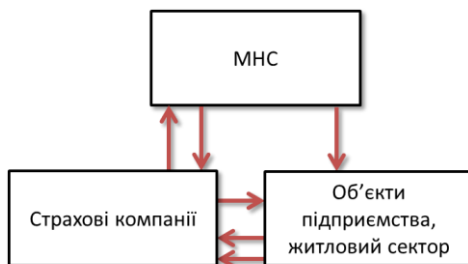 МНС
Страхові компанії
Об’єкти
підприємства,
житловий сектор